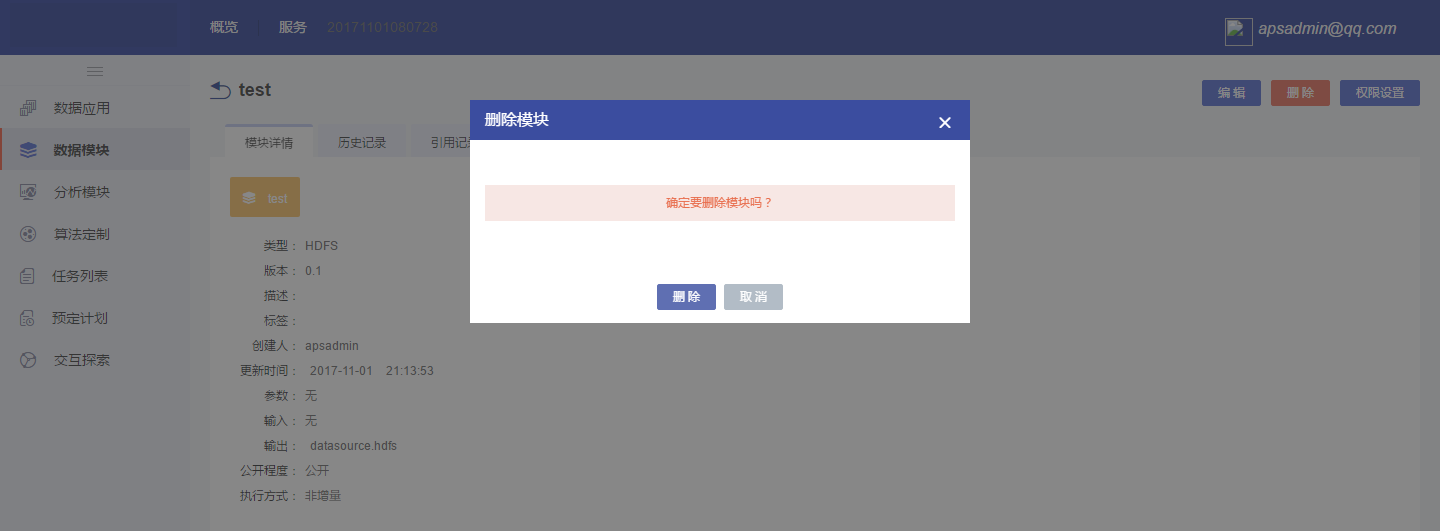 概览 服务 20171101080728 apsadmin@qq.com
数据应用
数据模块
分析模块
算法定制
任务列表
预定计划
交互探索
test 编辑 删除 权限设置
模块详情 历史记录 引用记
test
类型： HDFS
版本： 0.1
描述：
标签：
创建人： apsadmin
更新时间： 2017-11-01 21:13:53
参数： 无
输入： 无
输出： datasource.hdfs
公开程度： 公开
执行方式： 非增量
删除模块
确定要删除模块吗？
删除 取消